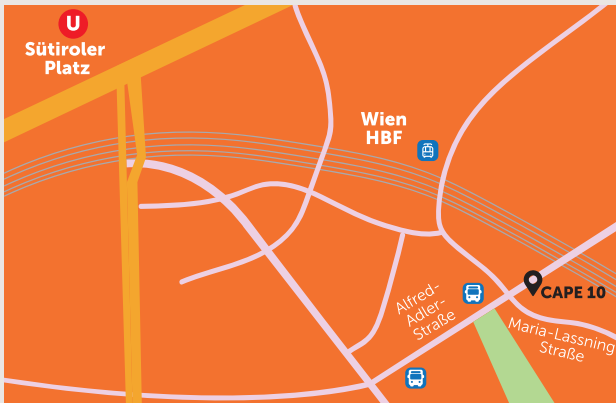 U
Sütiroler
Platz
Wien
HBF
CAPE 10
Alfred-
Adler-
Straße
Maria-Lassning
Straße